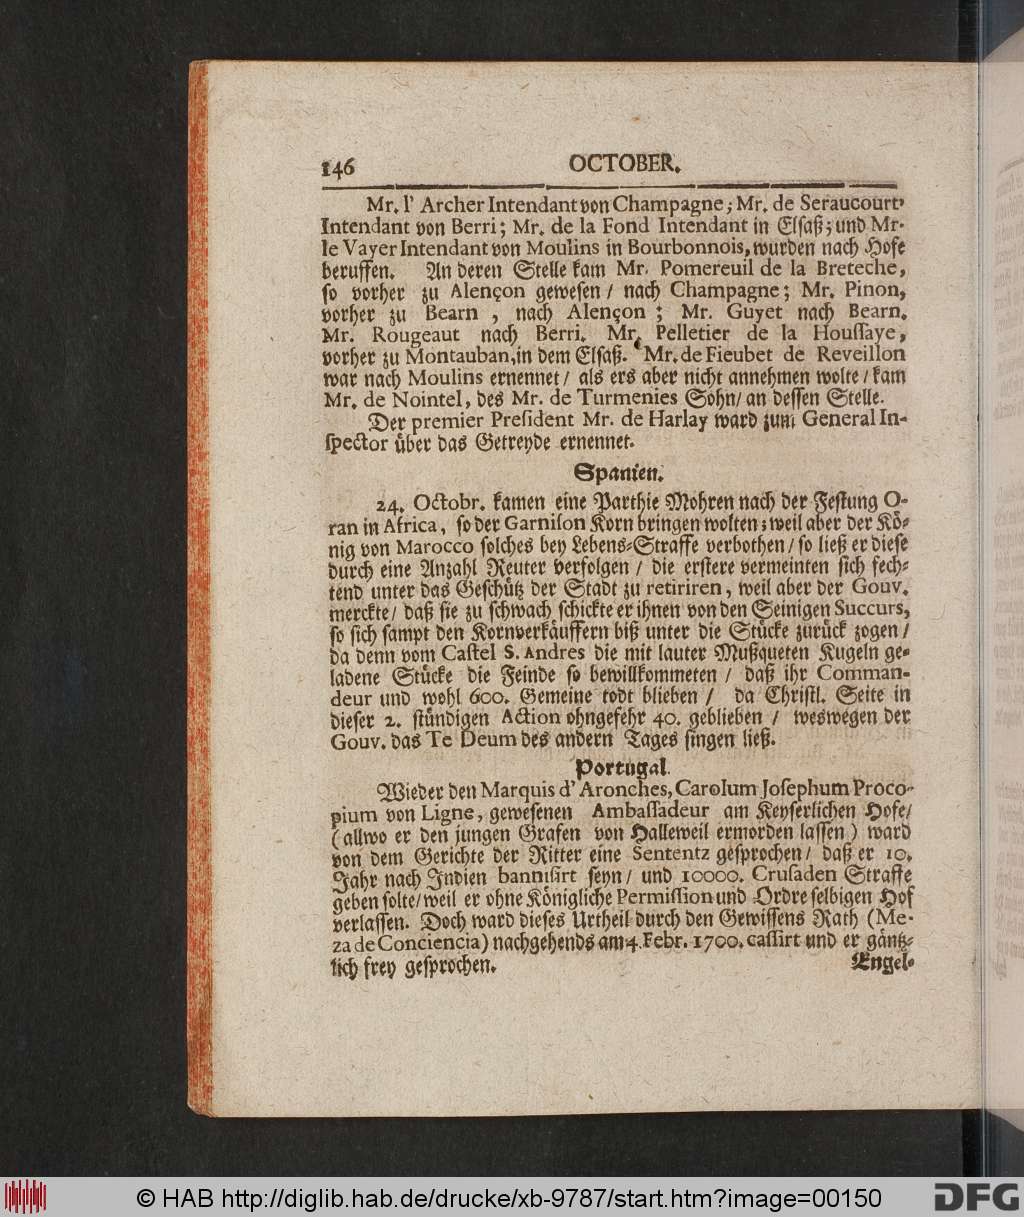 146 OCTOBER.
Mr. l' Archer Intendant von Champagne; Mr. de Seraucourt,
Intendant von Berri; Mr. de la Fond Intendant in Elsaß; und Mr.
le Vayer Intendant von Moulins in Bourbonnois, wurden nach Hofe
beruffen. An deren Stelle kam Mr. Pomereuil de la Breteche,
so vorher zu Alençon gewesen / nach Champagne; Mr. Pinon,
vorher zu Bearn, nach Alençon; Mr. Guyet nach Bearn.
Mr. Rougeaut nach Berri. Mr. Pelletier de la Houssaye,
vorher zu Montauban, in dem Elsaß. Mr. de Fieubet de Reveillon
war nach Moulins ernennet / als ers aber nicht annehmen wolte / kam
Mr. de Nointel, des Mr. de Turmenies Sohn / an dessen Stelle.
Der premier President Mr. de Harlay ward zum General In-
spector über das Getreyde ernennet.
Spanien.
24. Octobr. kamen eine Parthie Mohren nach der Festung O-
ran in Africa, so der Garnison Korn bringen wolten; weil aber der Kö-
nig von Marocco solches bey Lebens-Straffe verbothen / so ließ er diese
durch eine Anzahl Reuter verfolgen / die erstere vermeinten sich fech-
tend unter das Geschütz der Stadt zu retiriren, weil aber der Gouv.
merckte / daß sie zu schwach schickte er ihnen von den Seinigen Succurs,
so sich sampt den Kornverkäuffern biß unter die Stücke zurück zogen /
da denn vom Castel S. Andres die mit lauter Mußqueten Kugeln ge-
ladene Stücke die Feinde so bewillkommeten / daß ihr Comman-
deur und wohl 600. Gemeine todt blieben / da Christl. Seite in
dieser 2. stündigen Action ohngefehr 40. geblieben / weswegen der
Gouv. das Te Deum des andern Tages singen ließ.
Portugal.
Wieder den Marquis d' Aronches, Carolum Josephum Proco-
pium von Ligne, gewesenen Ambassadeur am Keyserlichen Hofe /
(allwo er den jungen Grafen von Halleweil ermorden lassen) ward
von dem Gerichte der Ritter eine Sententz gesprochen / daß er 10.
Jahr nach Indien bannisirt seyn / und 10000. Crusaden Straffe
geben solte / weil er ohne Königliche Permission und Ordre selbigen Hof
verlassen. Doch ward dieses Urtheil durch den Gewissens Rath (Me-
za de Conciencia) nachgehends am 4. Febr. 1700. cassirt und er gäntz-
lich frey gesprochen.
Engel-
© HAB http://diglib.hab.de/drucke/xb-9787/start.htm?image=00150
DFG